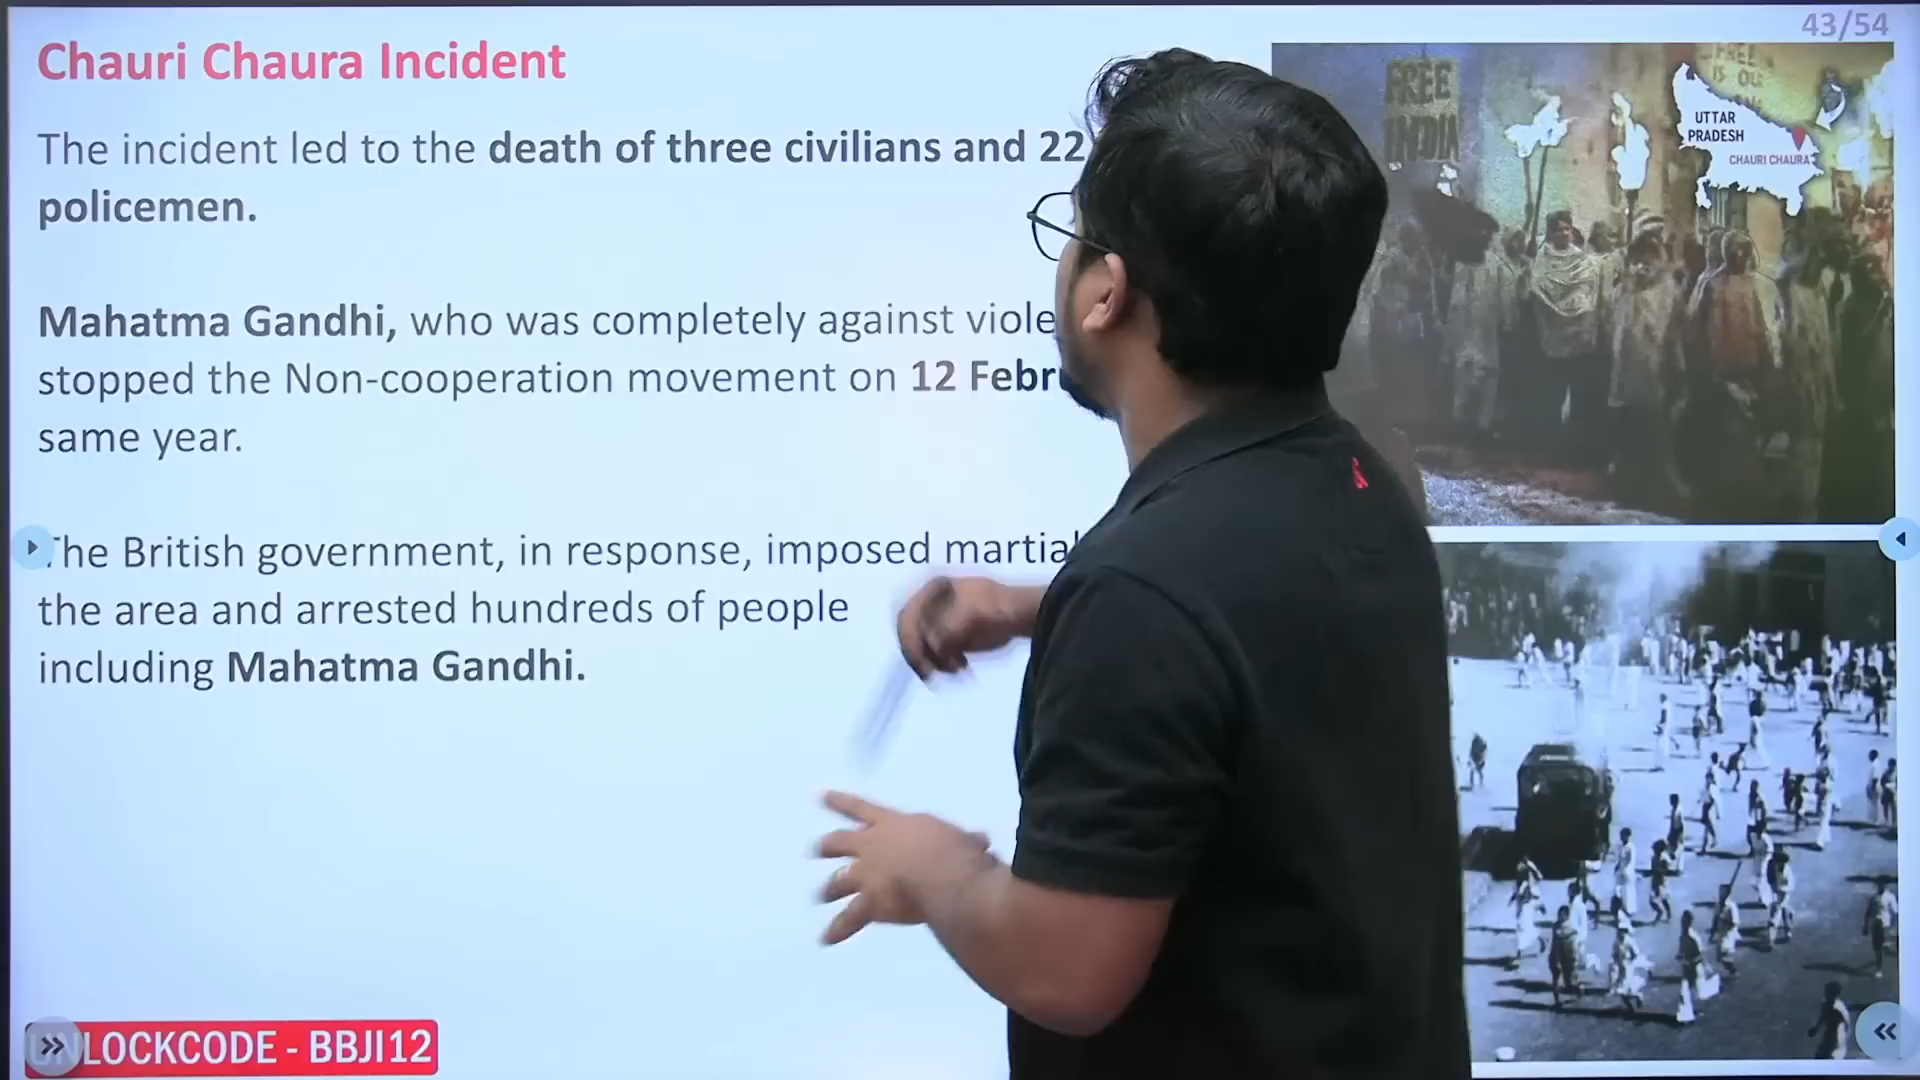 43/54
Chauri Chaura Incident
The incident led to the death of three civilians and 22
policemen.
Mahatma Gandhi, who was completely against
stopped the Non-cooperation movement on 12
same year.
The British government, in response, imposed martial
the area and arrested hundreds of people
including Mahatma Gandhi.
FREE
INDIA
UTTAR
PRADESH
CHAURI CHAURA
LOCKCODE - BBJI12